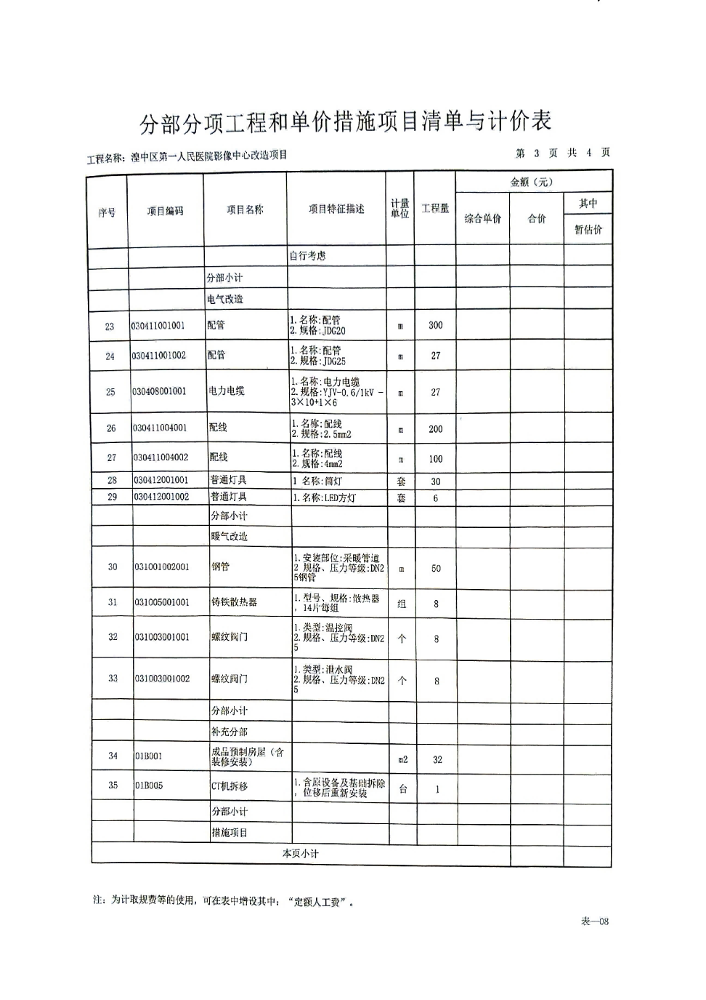 分部分项工程和单价措施项目清单与计价表
工程名称：湟中区第一人民医院影像中心改造项目 第 3 页 共 4 页
序号 项目编码 项目名称 项目特征描述 计量单位 工程量 金额（元）
综合单价 合价 其中
暂估价
自行考虑
分部小计
电气改造
23 030411001001 配管 1.名称:配管
2.规格:JDG20 m 300
24 030411001002 配管 1.名称:配管
2.规格:JDG25 m 27
25 030408001001 电力电缆 1.名称:电力电缆
2.规格:YJV-0.6/1kV -
3×10+1×6 m 27
26 030411004001 配线 1.名称:配线
2.规格:2.5mm2 m 200
27 030411004002 配线 1.名称:配线
2.规格:4mm2 m 100
28 030412001001 普通灯具 1 名称:筒灯 套 30
29 030412001002 普通灯具 1.名称:LED方灯 套 6
分部小计
暖气改造
30 031001002001 钢管 1.安装部位:采暖管道
2 规格、压力等级:DN2
5钢管 m 50
31 031005001001 铸铁散热器 1.型号、规格:散热器
，14片每组 组 8
32 031003001001 螺纹阀门 1.类型:温控阀
2.规格、压力等级:DN2
5 个 8
33 031003001002 螺纹阀门 1.类型:泄水阀
2.规格、压力等级:DN2
5 个 8
分部小计
补充分部
34 01B001 成品预制房屋（含
装修安装） m2 32
35 01B005 CT机拆移 1.含原设备及基础拆除
，位移后重新安装 台 1
分部小计
措施项目
本页小计
注：为计取规费等的使用，可在表中增设其中：“定额人工费”。
表—08